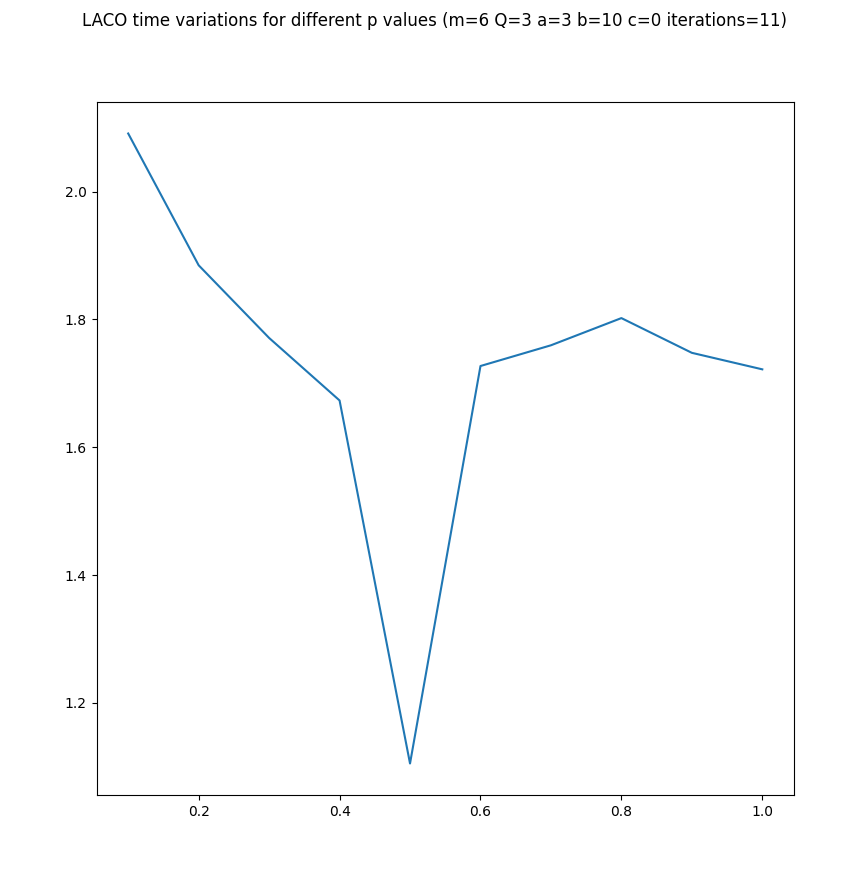 LACO time variations for different p values (m=6 Q=3 a=3 b=10 c=0 iterations=11)
2.0
1.8
1.6
1.4
1.2
0.2 0.4 0.6 0.8 1.0